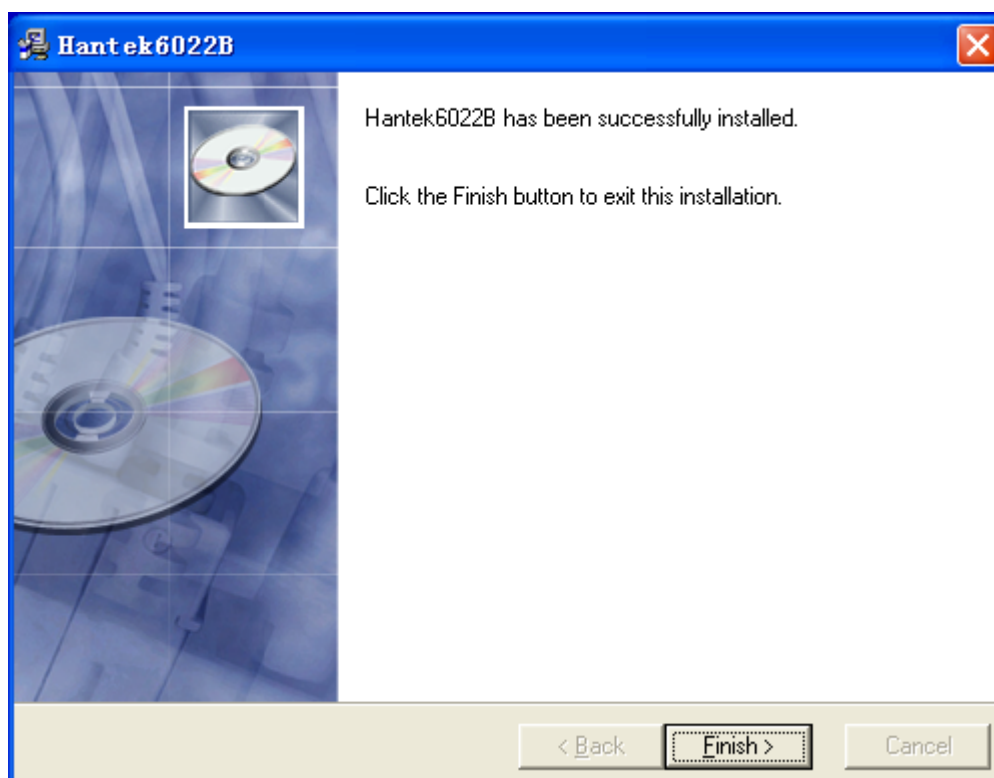 Hantek6022B
Hantek6022B has been successfully installed.
Click the Finish button to exit this installation.
< Back
Finish >
Cancel